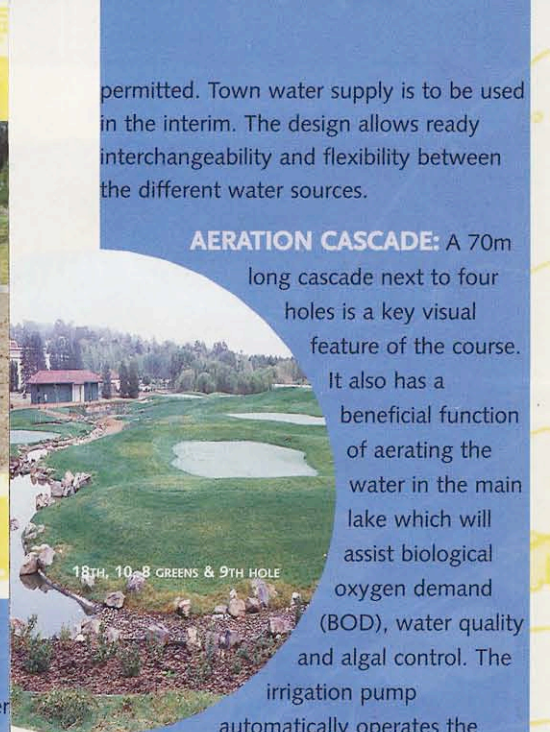 permitted. Town water supply is to be used
in the interim. The design allows ready
interchangeability and flexibility between
the different water sources.
AERATION CASCADE: A 70m
long cascade next to four
holes is a key visual
feature of the course.
It also has a
beneficial function
of aerating the
water in the main
lake which will
assist biological
oxygen demand
(BOD), water quality
and algal control. The
irrigation pump
automatically operates the
18TH, 10, 8 GREENS & 9TH HOLE